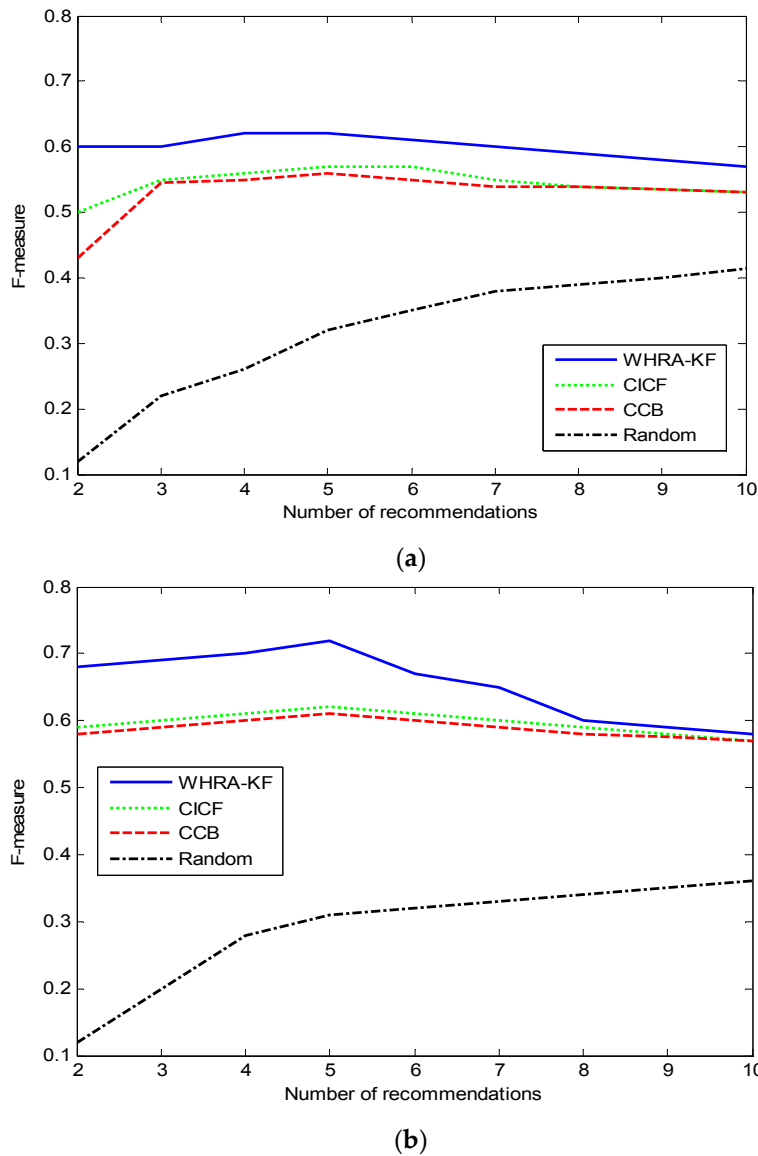 0.8
0.7
0.6
0.5
0.4
0.3
0.2
0.1
F-measure
WHRA-KF
CICF
CCB
Random
2 3 4 5 6 7 8 9 10
Number of recommendations
(a)
0.8
0.7
0.6
0.5
0.4
0.3
0.2
0.1
F-measure
WHRA-KF
CICF
CCB
Random
2 3 4 5 6 7 8 9 10
Number of recommendations
(b)